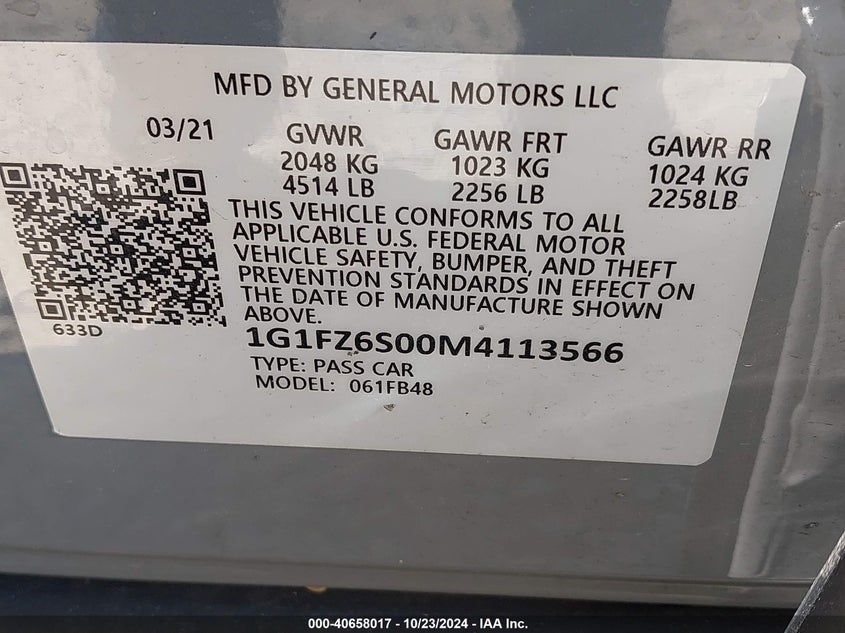 MFD BY GENERAL MOTORS LLC
03/21 GVWR GAWR FRT GAWR RR
2048 KG 1023 KG 1024 KG
4514 LB 2256 LB 2258LB
THIS VEHICLE CONFORMS TO ALL
APPLICABLE U.S. FEDERAL MOTOR
VEHICLE SAFETY, BUMPER, AND THEFT
PREVENTION STANDARDS IN EFFECT ON
THE DATE OF MANUFACTURE SHOWN
ABOVE.
633D
1G1FZ6S00M4113566
TYPE: PASS CAR
MODEL: 061FB48
000-40658017 - 10/23/2024 - IAA Inc.